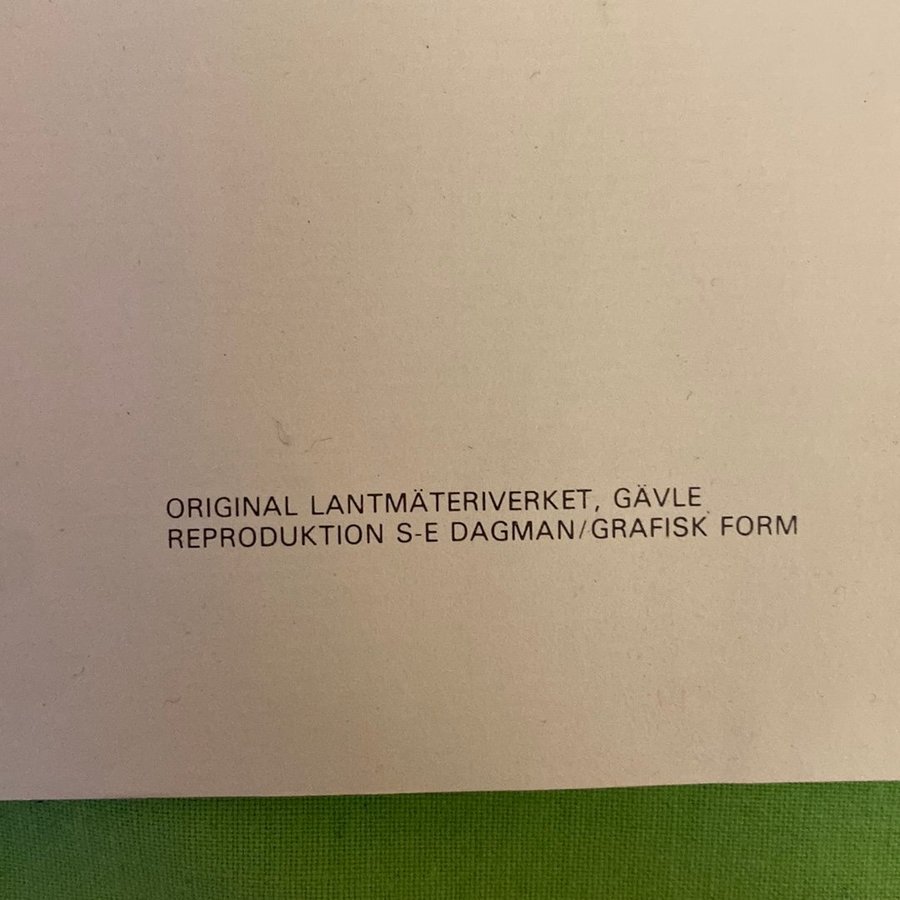 ORIGINAL LANTMÄTERIVERKET, GÄVLE
REPRODUKTION S-E DAGMAN/GRAFISK FORM